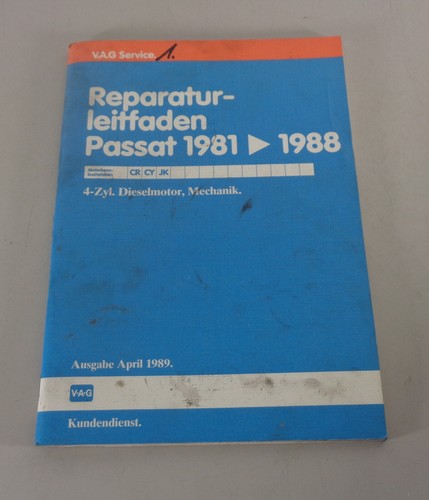 V.A.G Service. 1.
Reparatur-
leitfaden
Passat 1981 ▶ 1988
CR CY JK
4-Zyl. Dieselmotor, Mechanik.
Ausgabe April 1989.
V·A·G
Kundendienst.